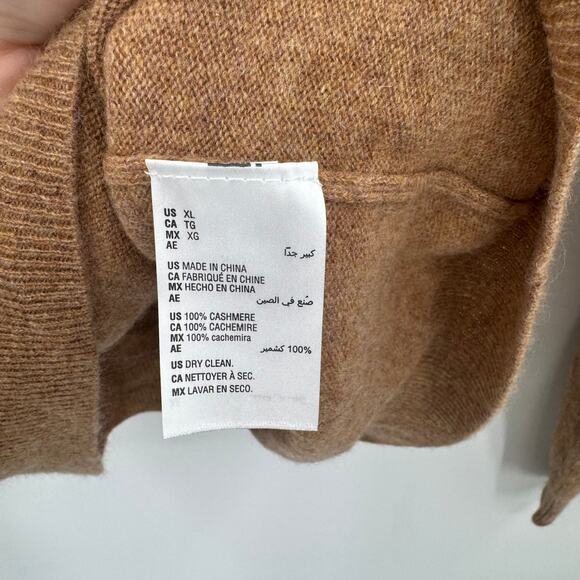 US XL
CA TG
MX XG
AE كبير جدًا
US MADE IN CHINA
CA FABRIQUÉ EN CHINE
MX HECHO EN CHINA
AE صُنع في الصين
US 100% CASHMERE
CA 100% CACHEMIRE
MX 100% cachemira
AE 100% كشمير
US DRY CLEAN.
CA NETTOYER À SEC.
MX LAVAR EN SECO.